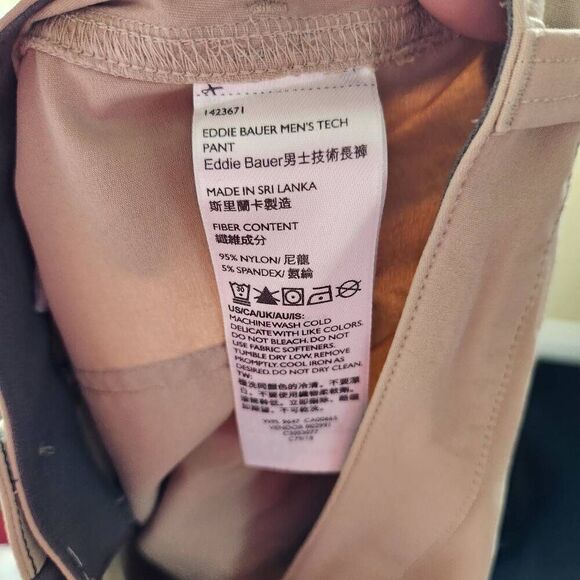 1423671
EDDIE BAUER MEN'S TECH
PANT
Eddie Bauer男士技術長褲
MADE IN SRI LANKA
斯里蘭卡製造
FIBER CONTENT
纖維成分
95% NYLON/ 尼龍
5% SPANDEX/ 氨綸
30
US/CA/UK/AU/IS:
MACHINE WASH COLD
DELICATE WITH LIKE COLORS.
DO NOT BLEACH. DO NOT
USE FABRIC SOFTENERS.
TUMBLE DRY LOW. REMOVE
PROMPTLY. COOL IRON AS
DESIRED. DO NOT DRY CLEAN.
TW: